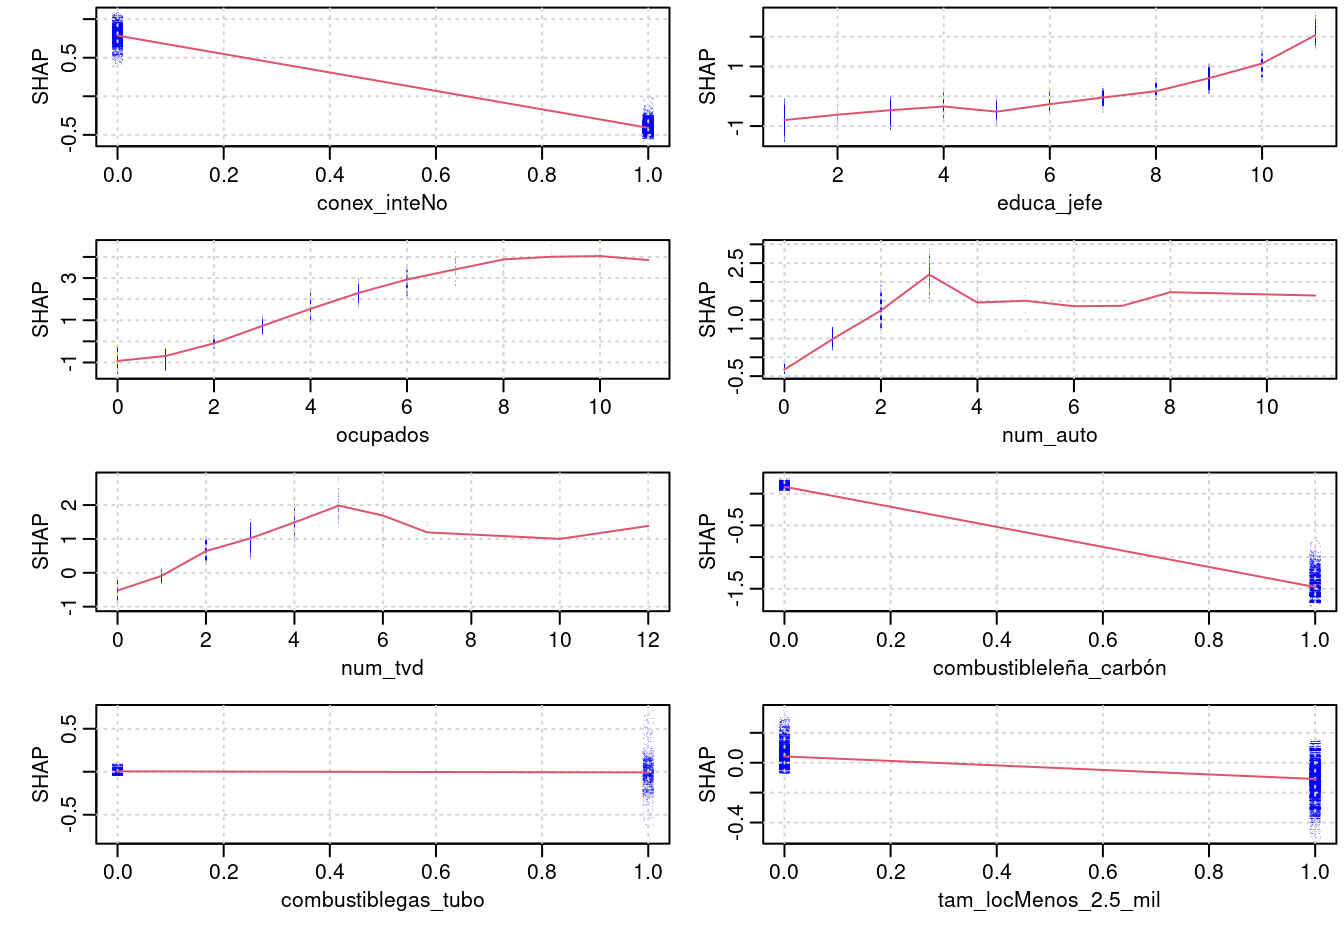 SHAP
0.5
-0.5
0.0 0.2 0.4 0.6 0.8 1.0
conex_inteNo
SHAP
1
-1
2 4 6 8 10
educa_jefe
SHAP
3
1
-1
0 2 4 6 8 10
ocupados
SHAP
2.5
1.0
-0.5
0 2 4 6 8 10
num_auto
SHAP
2
1
0
-1
0 2 4 6 8 10 12
num_tvd
SHAP
-0.5
-1.5
0.0 0.2 0.4 0.6 0.8 1.0
combustibleleña_carbón
SHAP
0.5
-0.5
0.0 0.2 0.4 0.6 0.8 1.0
combustiblegas_tubo
SHAP
0.0
-0.4
0.0 0.2 0.4 0.6 0.8 1.0
tam_locMenos_2.5_mil